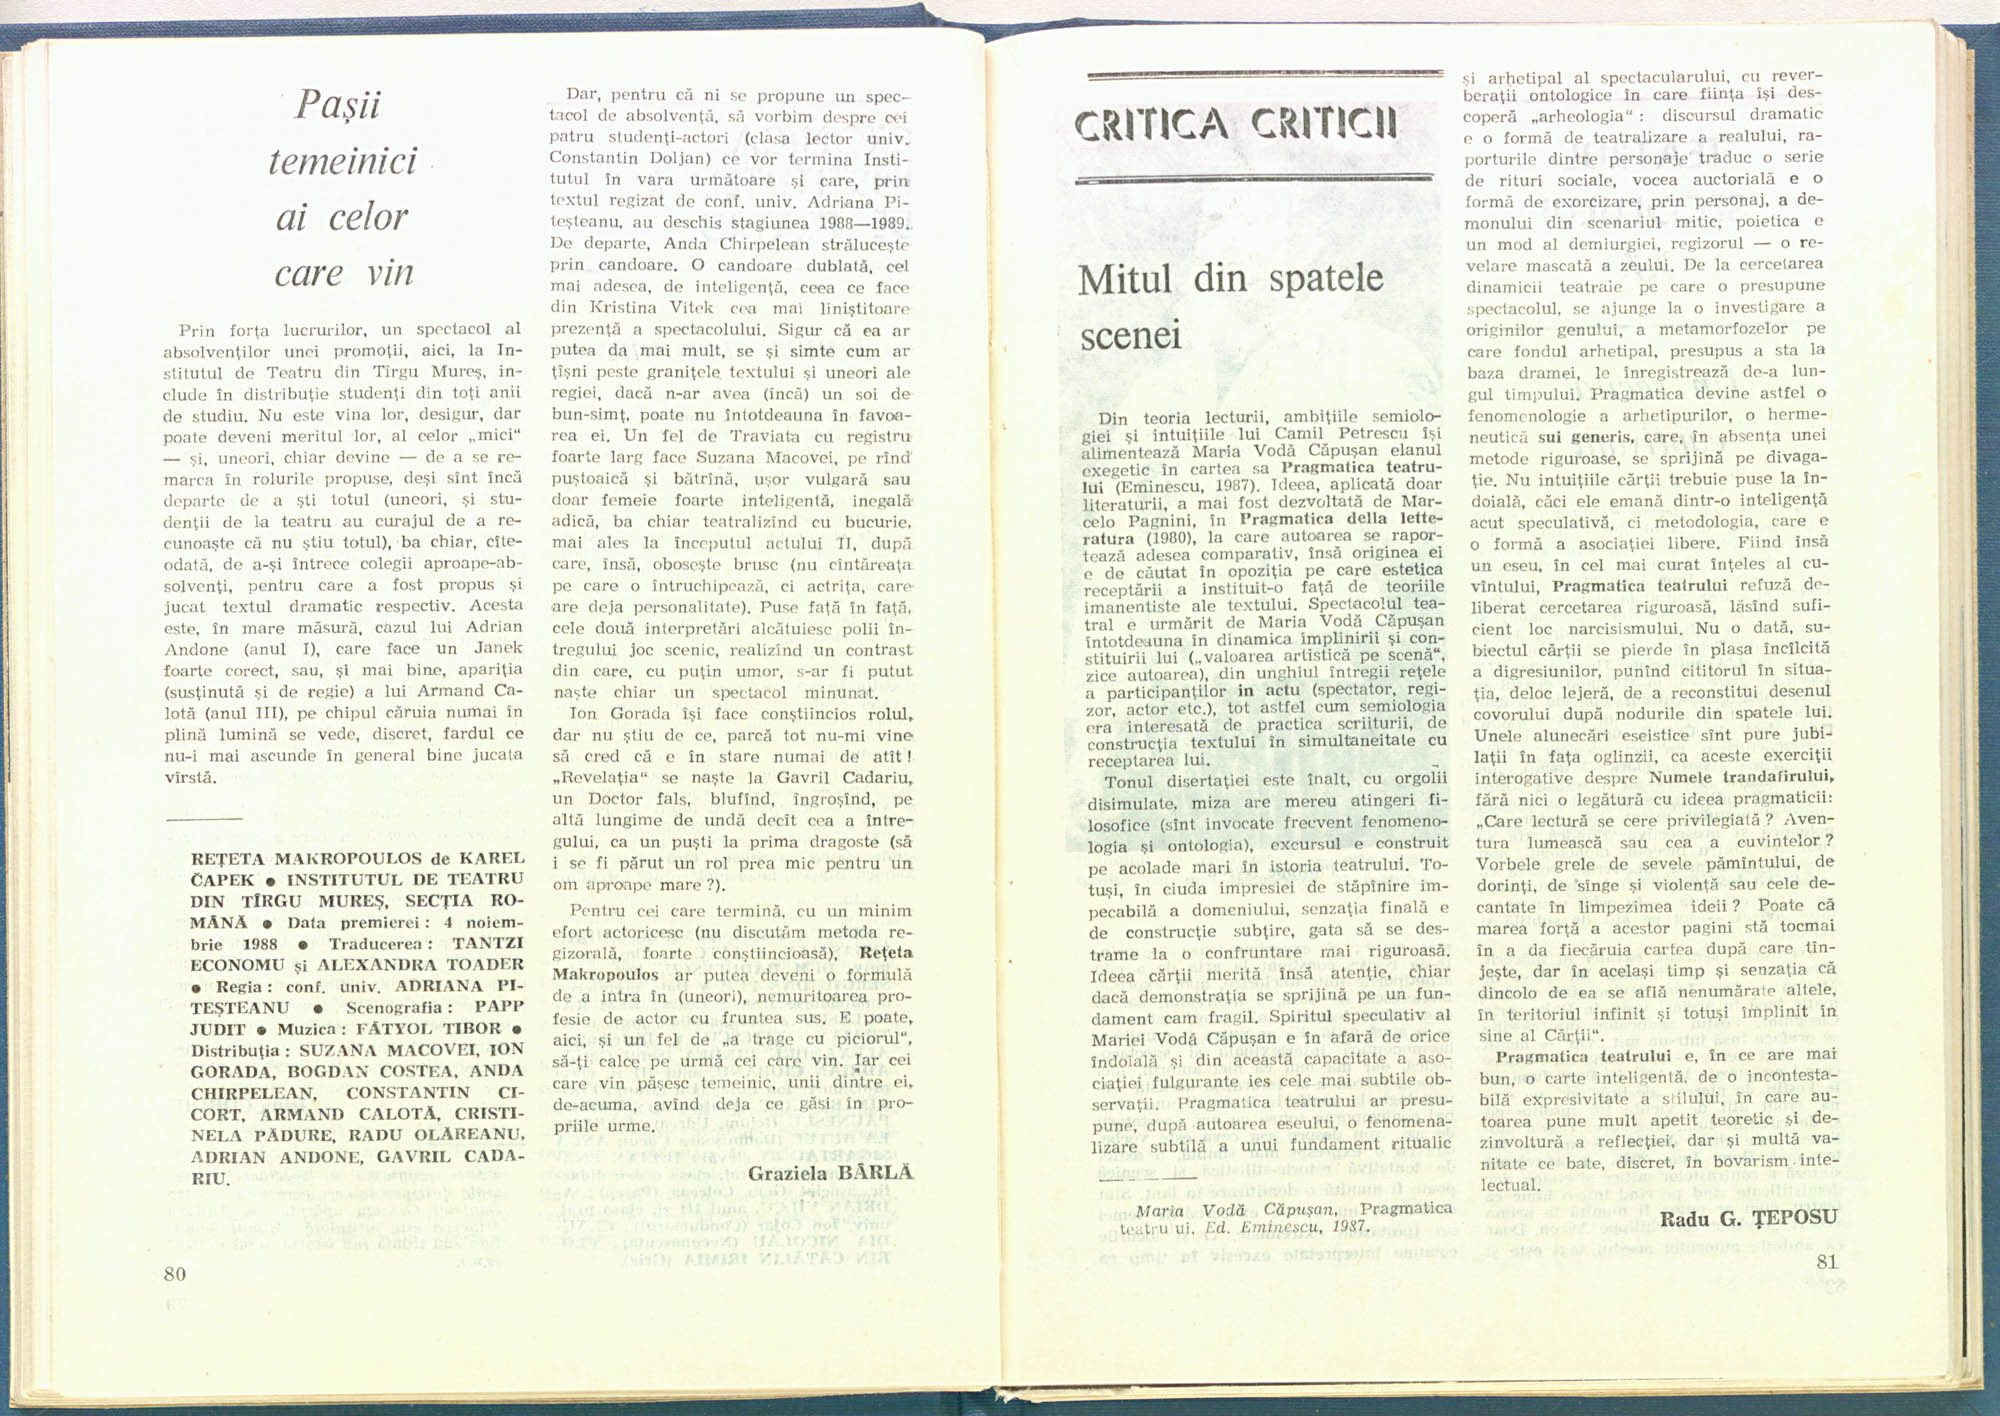 Pașii
temeinici
ai celor
care vin
Prin forța lucrurilor, un spectacol al
absolvenților unei promoții, aici, la In-
stitutul de Teatru din Tîrgu Mureș, in-
clude în distribuție studenți din toți anii
de studiu. Nu este vina lor, desigur, dar
poate deveni meritul lor, al celor „mici“
— și, uneori, chiar devine — de a se re-
marca în rolurile propuse, deși sînt încă
departe de a ști totul (uneori, și stu-
denții de la teatru au curajul de a re-
cunoaște că nu știu totul), ba chiar, cîte-
odată, de a-și întrece colegii aproape-ab-
solvenți, pentru care a fost propus și
jucat textul dramatic respectiv. Acesta
este, în mare măsură, cazul lui Adrian
Andone (anul I), care face un Janek
foarte corect, sau, și mai bine, apariția
(susținută și de regie) a lui Armand Ca-
lotă (anul III), pe chipul căruia numai în
plină lumină se vede, discret, fardul ce
nu-i mai ascunde în general bine jucata
vîrstă.
REȚETA MAKROPOULOS de KAREL
ČAPEK ● INSTITUTUL DE TEATRU
DIN TÎRGU MUREȘ, SECȚIA RO-
MÂNĂ ● Data premierei : 4 noiem-
brie 1988 ● Traducerea : TANTZI
ECONOMU și ALEXANDRA TOADER
● Regia : conf. univ. ADRIANA PI-
TEȘTEANU ● Scenografia : PAPP
JUDIT ● Muzica : FÁTYOL TIBOR ●
Distribuția : SUZANA MACOVEI, ION
GORADA, BOGDAN COSTEA, ANDA
CHIRPELEAN, CONSTANTIN CI-
CORT, ARMAND CALOTĂ, CRISTI-
NELA PĂDURE, RADU OLĂREANU,
ADRIAN ANDONE, GAVRIL CADA-
RIU.
80
Dar, pentru că ni se propune un spec-
tacol de absolvență, să vorbim despre cei
patru studenți-actori (clasa lector univ.
Constantin Doljan) ce vor termina Insti-
tutul în vara următoare și care, prin
textul regizat de conf. univ. Adriana Pi-
teșteanu, au deschis stagiunea 1988—1989.
De departe, Anda Chirpelean strălucește
prin candoare. O candoare dublată, cel
mai adesea, de inteligență, ceea ce face
din Kristina Vitek cea mai liniștitoare
prezență a spectacolului. Sigur că ea ar
putea da mai mult, se și simte cum ar
țîșni peste granițele textului și uneori ale
regiei, dacă n-ar avea (încă) un soi de
bun-simț, poate nu întotdeauna în favoa-
rea ei. Un fel de Traviata cu registru
foarte larg face Suzana Macovei, pe rînd
puștoaică și bătrînă, ușor vulgară sau
doar femeie foarte inteligentă, inegală
adică, ba chiar teatralizînd cu bucurie,
mai ales la începutul actului II, după
care, însă, obosește brusc (nu cîntăreața
pe care o întruchipează, ci actrița, care
are deja personalitate). Puse față în față,
cele două interpretări alcătuiesc polii în-
tregului joc scenic, realizînd un contrast
din care, cu puțin umor, s-ar fi putut
naște chiar un spectacol minunat.
Ion Gorada își face conștiincios rolul,
dar nu știu de ce, parcă tot nu-mi vine
să cred că e în stare numai de atît !
„Revelația“ se naște la Gavril Cadariu,
un Doctor fals, blufînd, îngroșînd, pe
altă lungime de undă decît cea a între-
gului, ca un puști la prima dragoste (să
i se fi părut un rol prea mic pentru un
om aproape mare ?).
Pentru cei care termină, cu un minim
efort actoricesc (nu discutăm metoda re-
gizorală, foarte conștiincioasă), Rețeta
Makropoulos ar putea deveni o formulă
de a intra în (uneori), nemuritoarea pro-
fesie de actor cu fruntea sus. E poate,
aici, și un fel de „a trage cu piciorul“,
să-ți calce pe urmă cei care vin. Iar cei
care vin pășesc temeinic, unii dintre ei,
de-acuma, avînd deja ce găsi în pro-
priile urme.
Graziela BÂRLĂ
CRITICA CRITICII
Mitul din spatele
scenei
Din teoria lecturii, ambițiile semiolo-
giei și intuițiile lui Camil Petrescu își
alimentează Maria Vodă Căpușan elanul
exegetic în cartea sa Pragmatica teatru-
lui (Eminescu, 1987). Ideea, aplicată doar
literaturii, a mai fost dezvoltată de Mar-
celo Pagnini, în Pragmatica della lette-
ratura (1980), la care autoarea se rapor-
tează adesea comparativ, însă originea ei
e de căutat în opoziția pe care estetica
receptării a instituit-o față de teoriile
imanentiste ale textului. Spectacolul tea-
tral e urmărit de Maria Vodă Căpușan
întotdeauna în dinamica împlinirii și con-
stituirii lui („valoarea artistică pe scenă“,
zice autoarea), din unghiul întregii rețele
a participanților in actu (spectator, regi-
zor, actor etc.), tot astfel cum semiologia
era interesată de practica scriiturii, de
construcția textului în simultaneitate cu
receptarea lui.
Tonul disertației este înalt, cu orgolii
disimulate, miza are mereu atingeri fi-
losofice (sînt invocate frecvent fenomeno-
logia și ontologia), excursul e construit
pe acolade mari în istoria teatrului. To-
tuși, în ciuda impresiei de stăpînire im-
pecabilă a domeniului, senzația finală e
de construcție subțire, gata să se des-
trame la o confruntare mai riguroasă.
Ideea cărții merită însă atenție, chiar
dacă demonstrația se sprijină pe un fun-
dament cam fragil. Spiritul speculativ al
Mariei Vodă Căpușan e în afară de orice
îndoială și din această capacitate a aso-
ciației fulgurante ies cele mai subtile ob-
servații. Pragmatica teatrului ar presu-
pune, după autoarea eseului, o fenomena-
lizare subtilă a unui fundament ritualic
Maria Vodă Căpușan, Pragmatica
teatru ui. Ed. Eminescu, 1987.
și arhetipal al spectacularului, cu rever-
berații ontologice în care ființa își des-
coperă „arheologia“ : discursul dramatic
e o formă de teatralizare a realului, ra-
porturile dintre personaje traduc o serie
de rituri sociale, vocea auctorială e o
formă de exorcizare, prin personaj, a de-
monului din scenariul mitic, poietica e
un mod al demiurgiei, regizorul — o re-
velare mascată a zeului. De la cercetarea
dinamicii teatrale pe care o presupune
spectacolul, se ajunge la o investigare a
originilor genului, a metamorfozelor pe
care fondul arhetipal, presupus a sta la
baza dramei, le înregistrează de-a lun-
gul timpului. Pragmatica devine astfel o
fenomenologie a arhetipurilor, o herme-
neutică sui generis, care, în absența unei
metode riguroase, se sprijină pe divaga-
ție. Nu intuițiile cărții trebuie puse la în-
doială, căci ele emană dintr-o inteligență
acut speculativă, ci metodologia, care e
o formă a asociației libere. Fiind însă
un eseu, în cel mai curat înțeles al cu-
vîntului, Pragmatica teatrului refuză de-
liberat cercetarea riguroasă, lăsînd sufi-
cient loc narcisismului. Nu o dată, su-
biectul cărții se pierde în plasa încîlcită
a digresiunilor, punînd cititorul în situa-
ția, deloc lejeră, de a reconstitui desenul
covorului după nodurile din spatele lui.
Unele alunecări eseistice sînt pure jubi-
lații în fața oglinzii, ca aceste exerciții
interogative despre Numele trandafirului,
fără nici o legătură cu ideea pragmaticii:
„Care lectură se cere privilegiată ? Aven-
tura lumească sau cea a cuvintelor ?
Vorbele grele de sevele pămîntului, de
dorinți, de sînge și violență sau cele de-
cantate în limpezimea ideii ? Poate că
marea forță a acestor pagini stă tocmai
în a da fiecăruia cartea după care tîn-
jește, dar în același timp și senzația că
dincolo de ea se află nenumărate altele,
în teritoriul infinit și totuși împlinit în
sine al Cărții“.
Pragmatica teatrului e, în ce are mai
bun, o carte inteligentă, de o incontesta-
bilă expresivitate a stilului, în care au-
toarea pune mult apetit teoretic și de-
zinvoltură a reflecției, dar și multă va-
nitate ce bate, discret, în bovarism inte-
lectual.
Radu G. ȚEPOSU
81